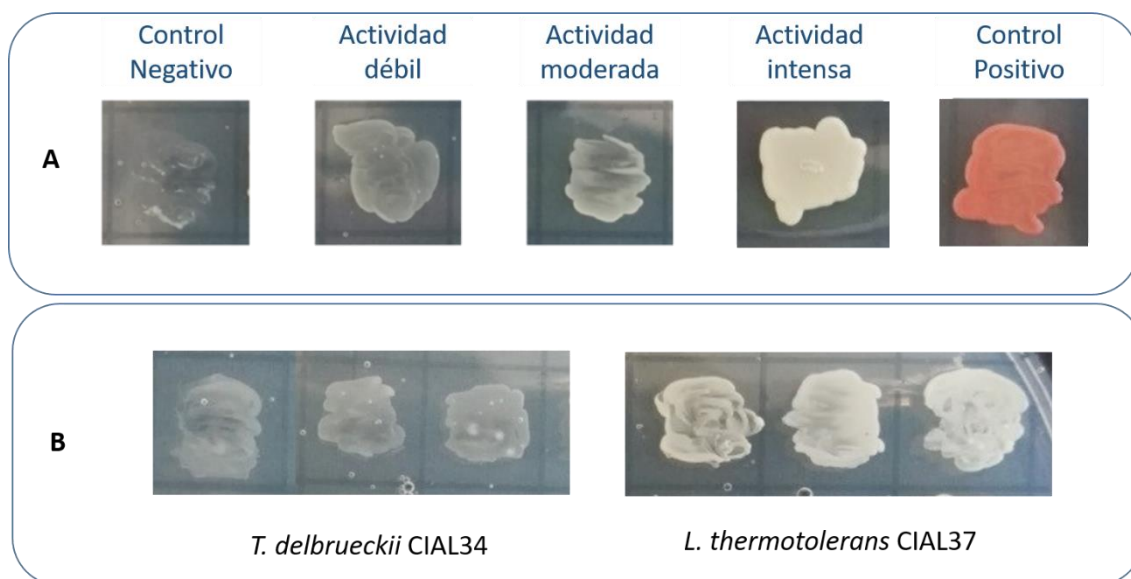 Control
Negativo
Actividad
débil
Actividad
moderada
Actividad
intensa
Control
Positivo
A
B
T. delbrueckii CIAL34
L. thermotolerans CIAL37